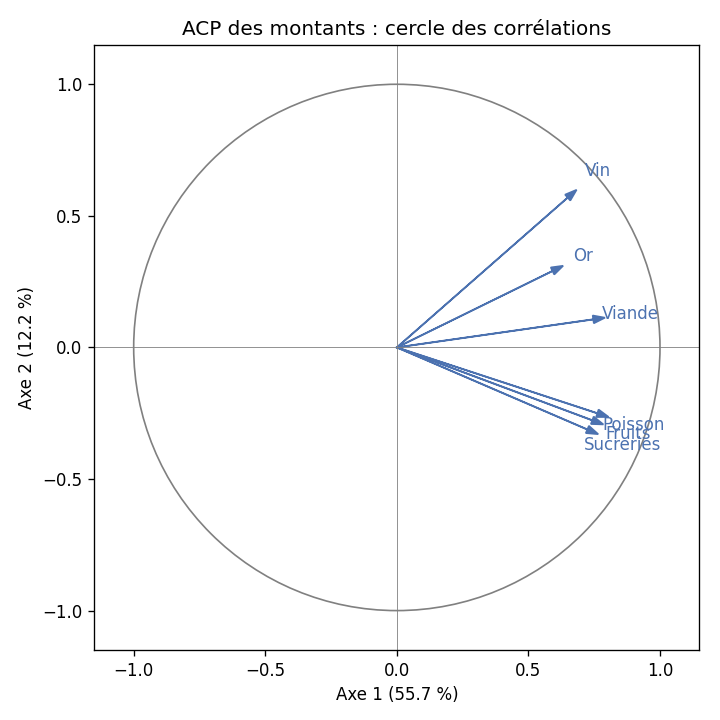 ACP des montants : cercle des corrélations
1.0
0.5
0.0
−0.5
−1.0
Axe 2 (12.2 %)
Vin
Or
Viande
Poisson
Fruits
Sucreries
−1.0
−0.5
0.0
0.5
1.0
Axe 1 (55.7 %)